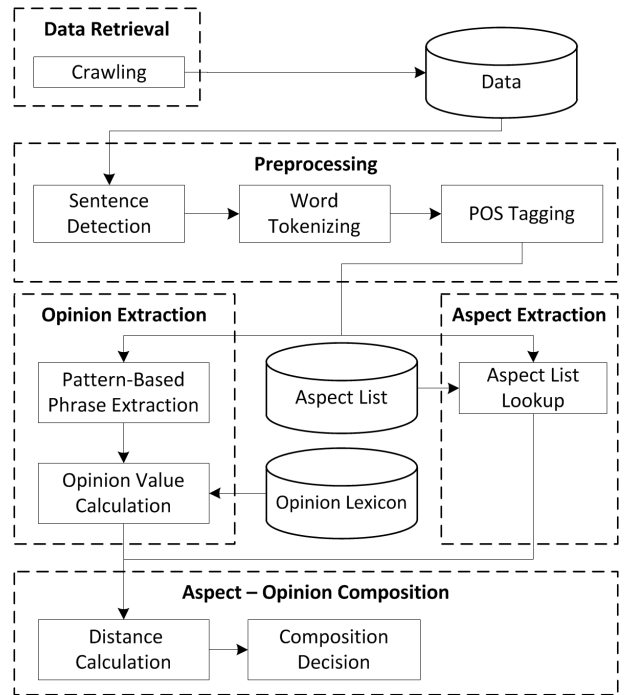 Data Retrieval
Crawling
Data
Preprocessing
Sentence
Detection
Word
Tokenizing
POS Tagging
Opinion Extraction
Aspect Extraction
Pattern-Based
Phrase Extraction
Aspect List
Aspect List
Lookup
Opinion Value
Calculation
Opinion Lexicon
Aspect – Opinion Composition
Distance
Calculation
Composition
Decision